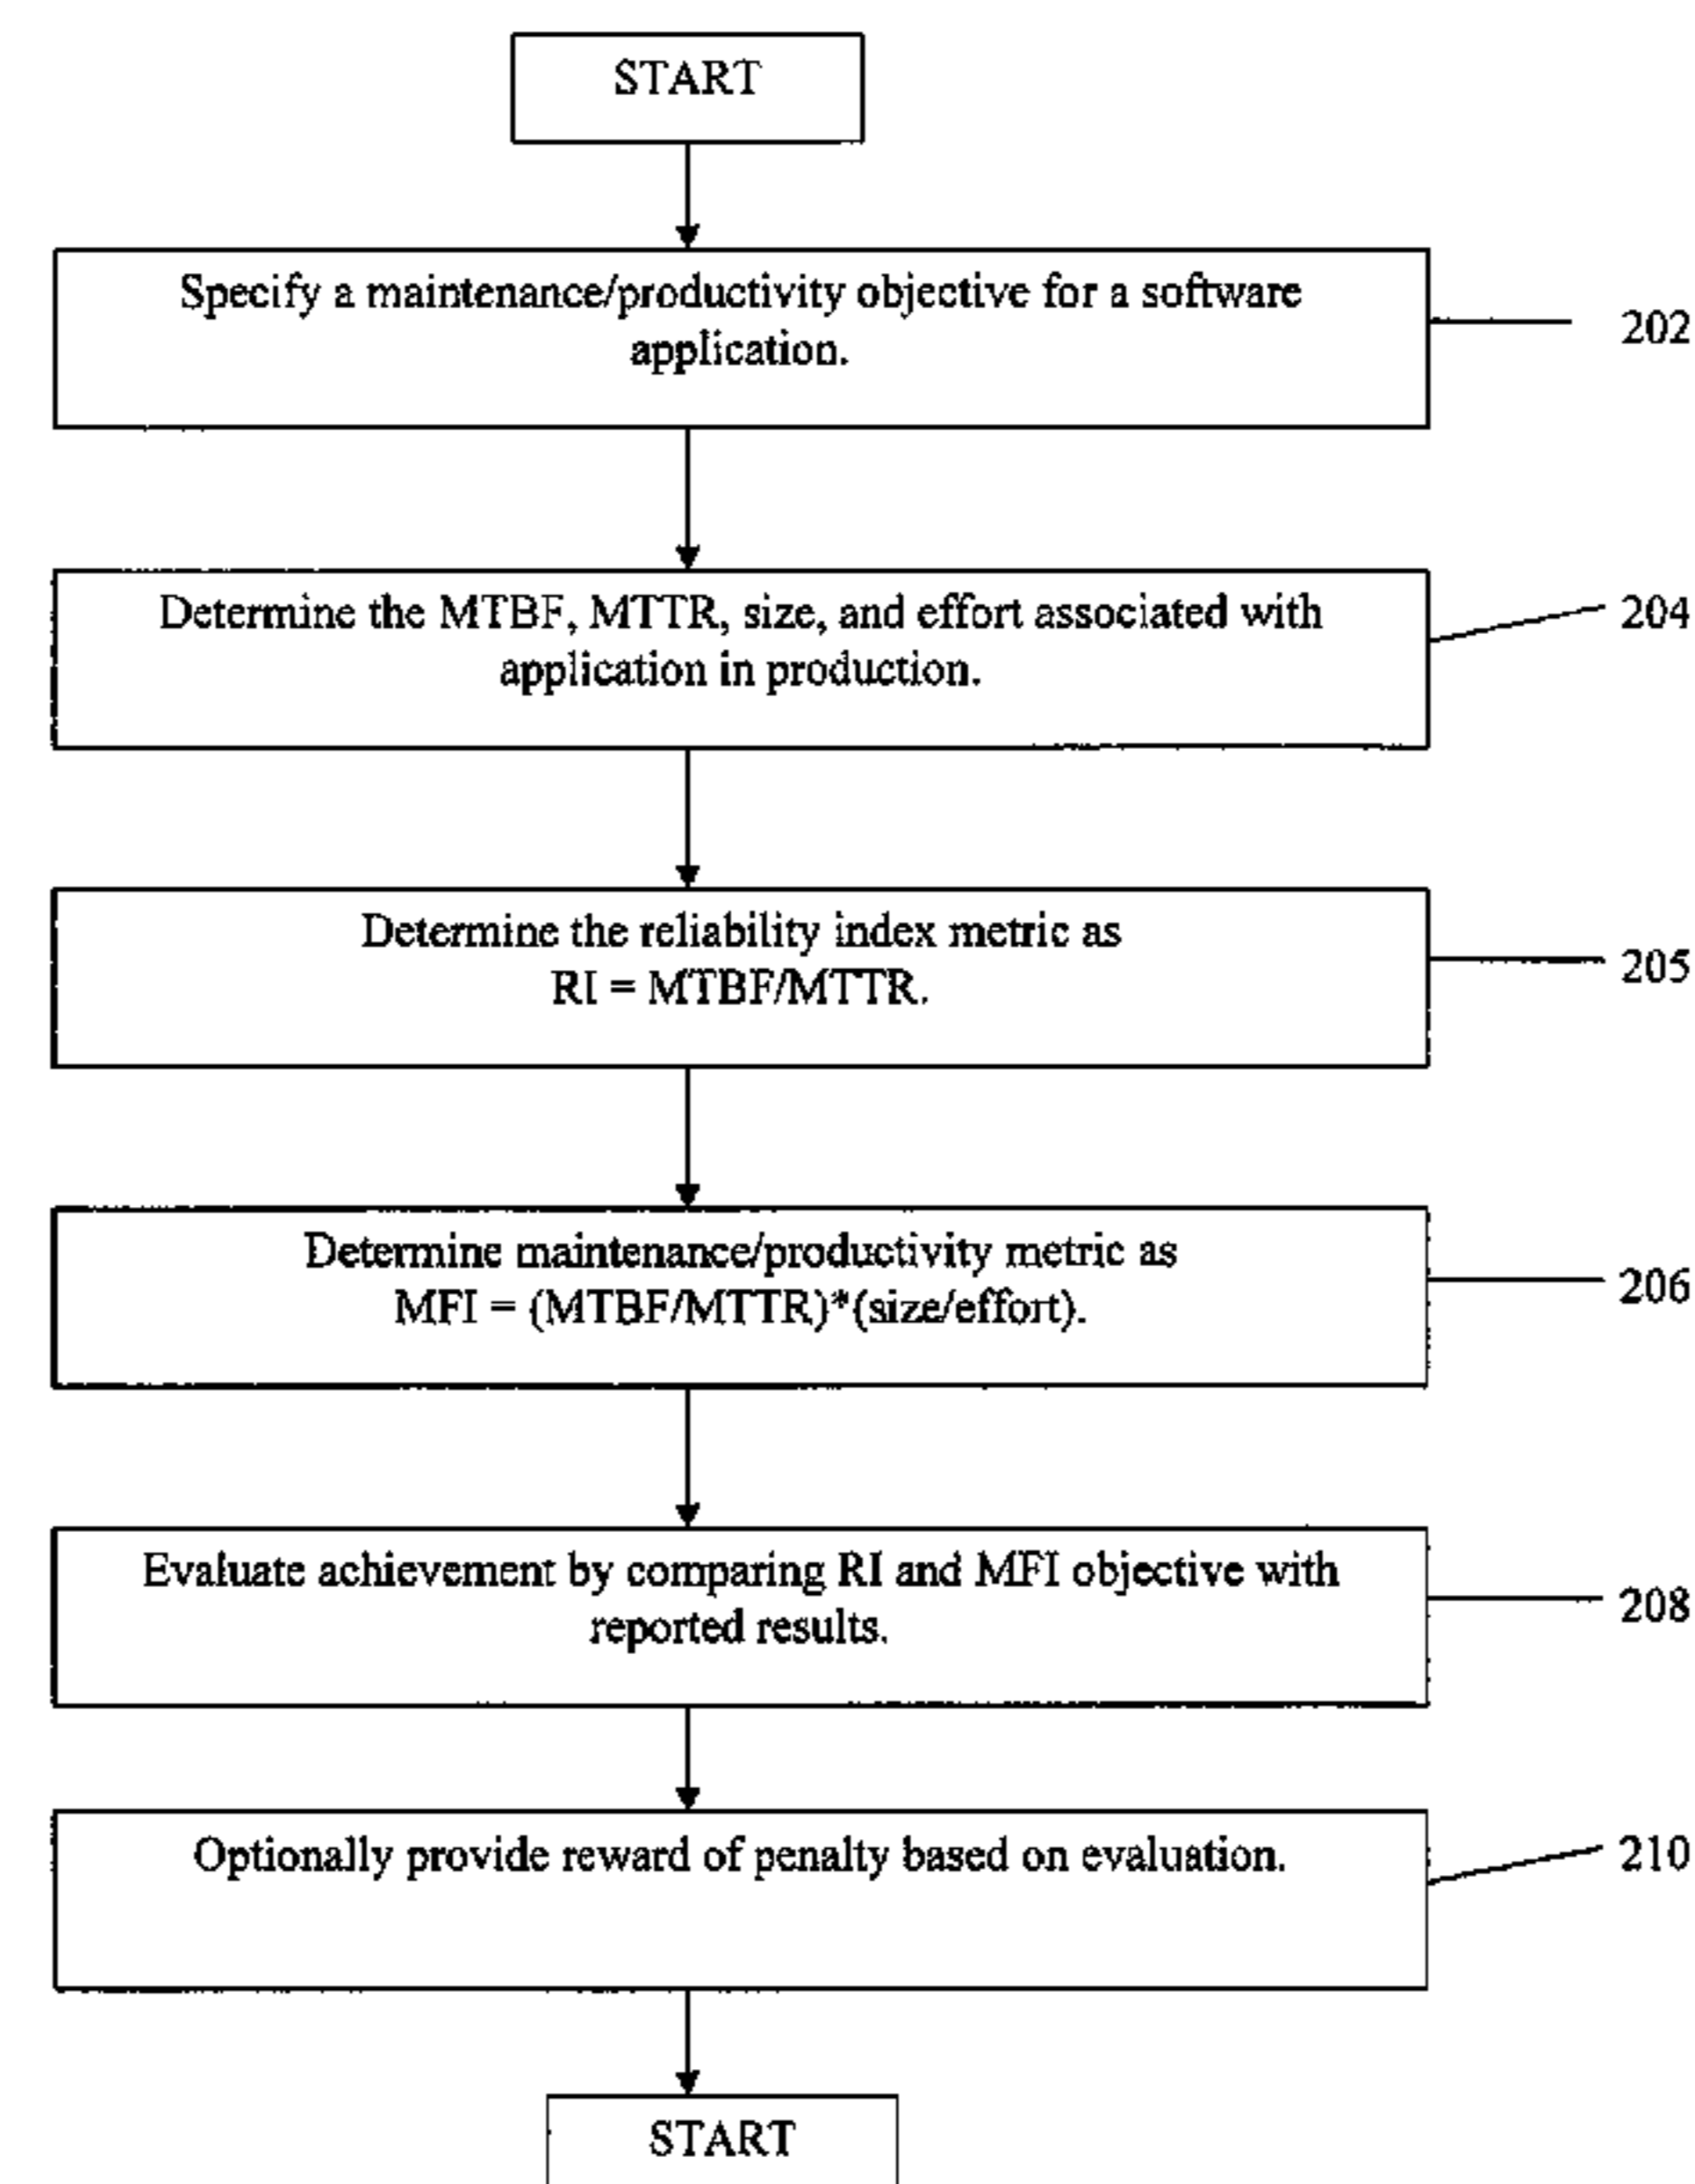 START
Specify a maintenance/productivity objective for a software
application.
202
Determine the MTBF, MTTR, size, and effort associated with
application in production.
204
Determine the reliability index metric as
RI = MTBF/MTTR.
205
Determine maintenance/productivity metric as
MFI = (MTBF/MTTR)*(size/effort).
206
Evaluate achievement by comparing RI and MFI objective with
reported results.
208
Optionally provide reward of penalty based on evaluation.
210
START